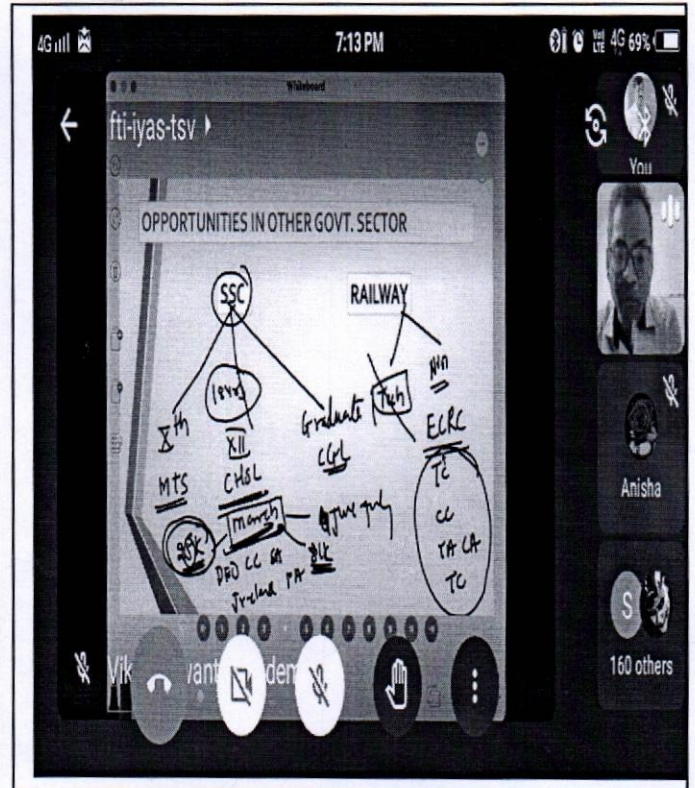 4G
7:13 PM
4G 69%
Whiteboard
fti-iyas-tsv
You
OPPORTUNITIES IN OTHER GOVT. SECTOR
SSC
RAILWAY
18yrs
Tech
Xth
XII
Graduate
ECRC
MTS
CHSL
CGL
TC
25K
March
CC
DEO CC SA
TA CA
TC
Anisha
S
160 others